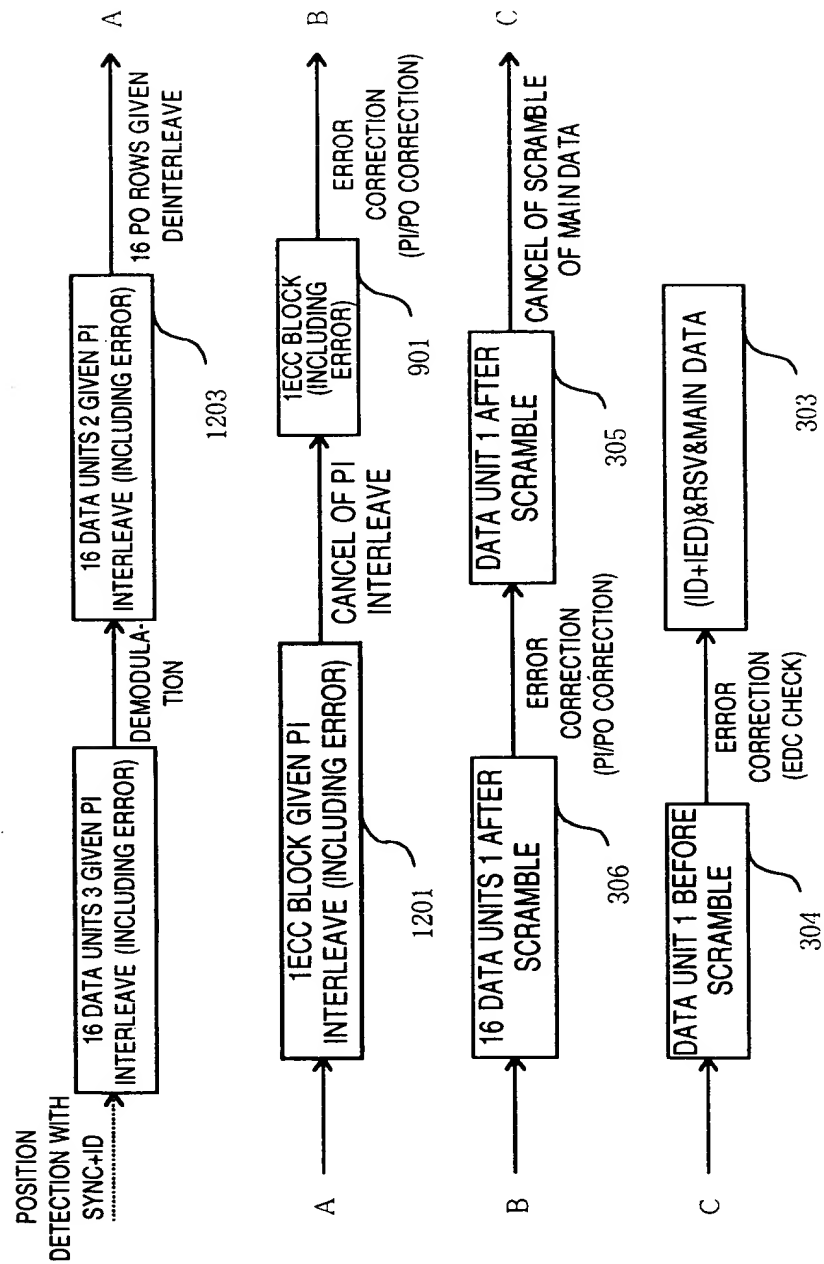 POSITION
DETECTION WITH
SYNC+ID
16 DATA UNITS 3 GIVEN PI
INTERLEAVE (INCLUDING ERROR)
DEMODULA-
TION
16 DATA UNITS 2 GIVEN PI
INTERLEAVE (INCLUDING ERROR)
1203
16 PO ROWS GIVEN
DEINTERLEAVE
A
A
1ECC BLOCK GIVEN PI
INTERLEAVE (INCLUDING ERROR)
1201
CANCEL OF PI
INTERLEAVE
1ECC BLOCK
(INCLUDING
ERROR)
901
ERROR
CORRECTION
(PI/PO CORRECTION)
B
B
16 DATA UNITS 1 AFTER
SCRAMBLE
306
ERROR
CORRECTION
(PI/PO CORRECTION)
DATA UNIT 1 AFTER
SCRAMBLE
305
CANCEL OF SCRAMBLE
OF MAIN DATA
C
C
DATA UNIT 1 BEFORE
SCRAMBLE
304
ERROR
CORRECTION
(EDC CHECK)
(ID+IED)&RSV&MAIN DATA
303